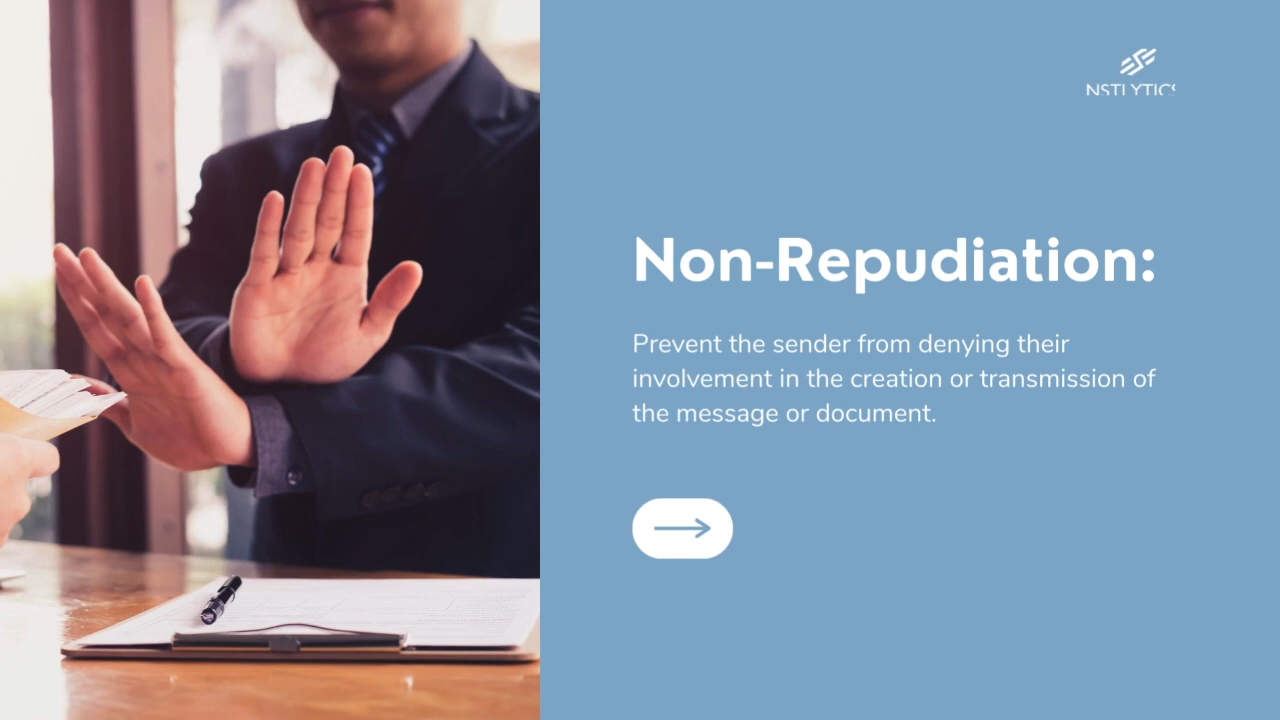 NSTLYTICS
Non-Repudiation:
Prevent the sender from denying their
involvement in the creation or transmission of
the message or document.